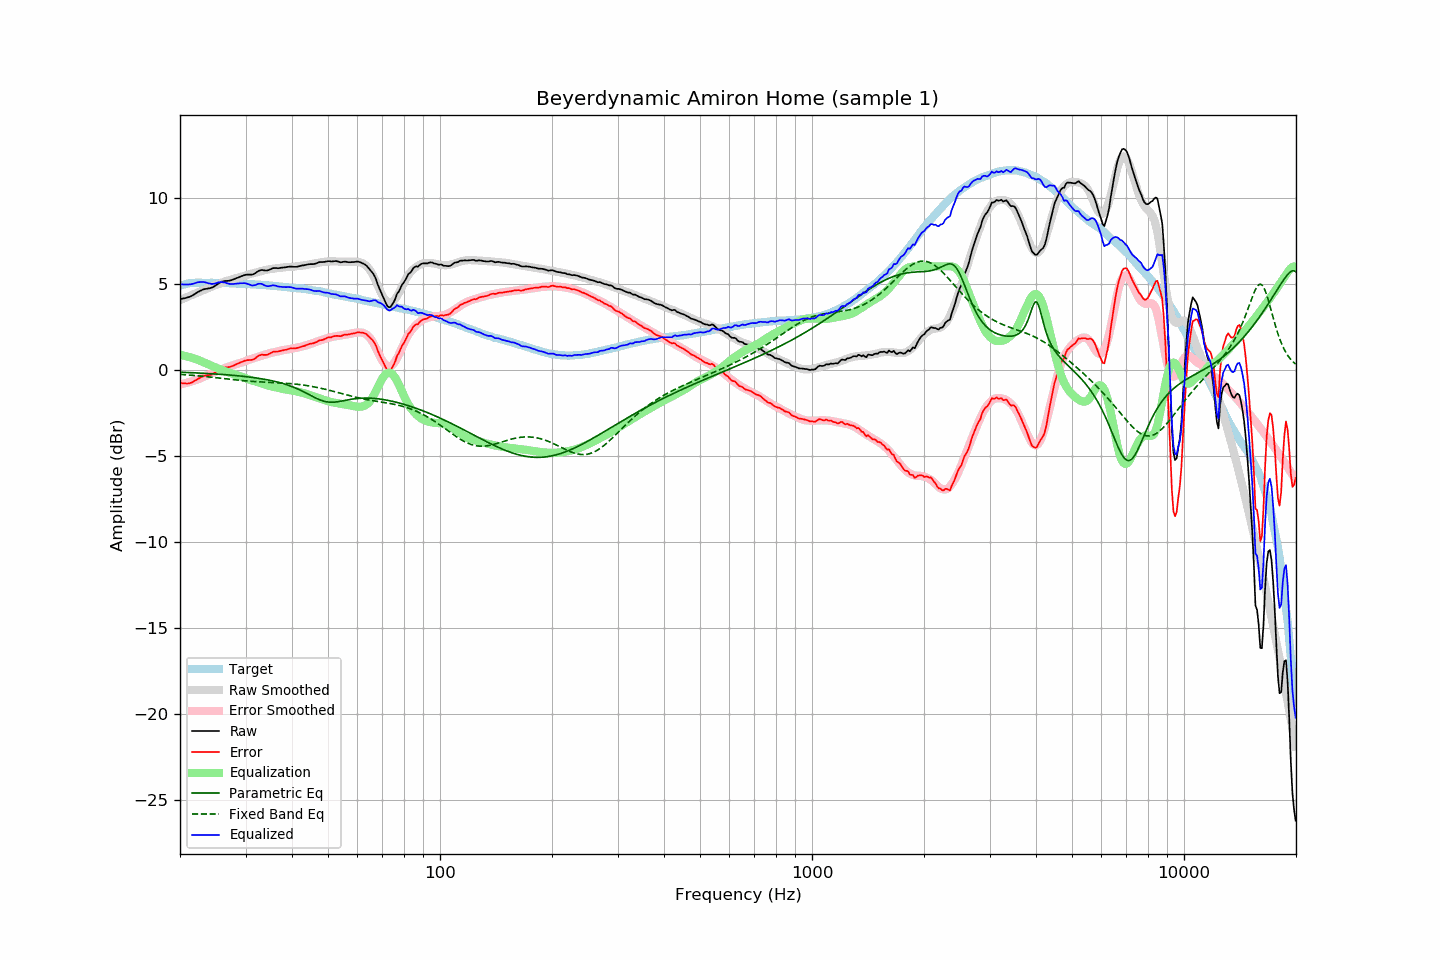 Beyerdynamic Amiron Home (sample 1)
10
5
0
−5
−10
−15
−20
−25
Amplitude (dBr)
Target
Raw Smoothed
Error Smoothed
Raw
Error
Equalization
Parametric Eq
Fixed Band Eq
Equalized
100
1000
10000
Frequency (Hz)